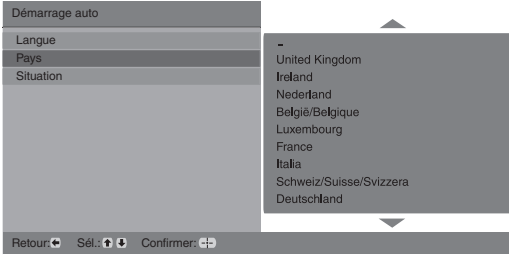 Démarrage auto
Langue
Pays
Situation
–
United Kingdom
Ireland
Nederland
België/Belgique
Luxembourg
France
Italia
Schweiz/Suisse/Svizzera
Deutschland
Retour: Sél.: Confirmer: